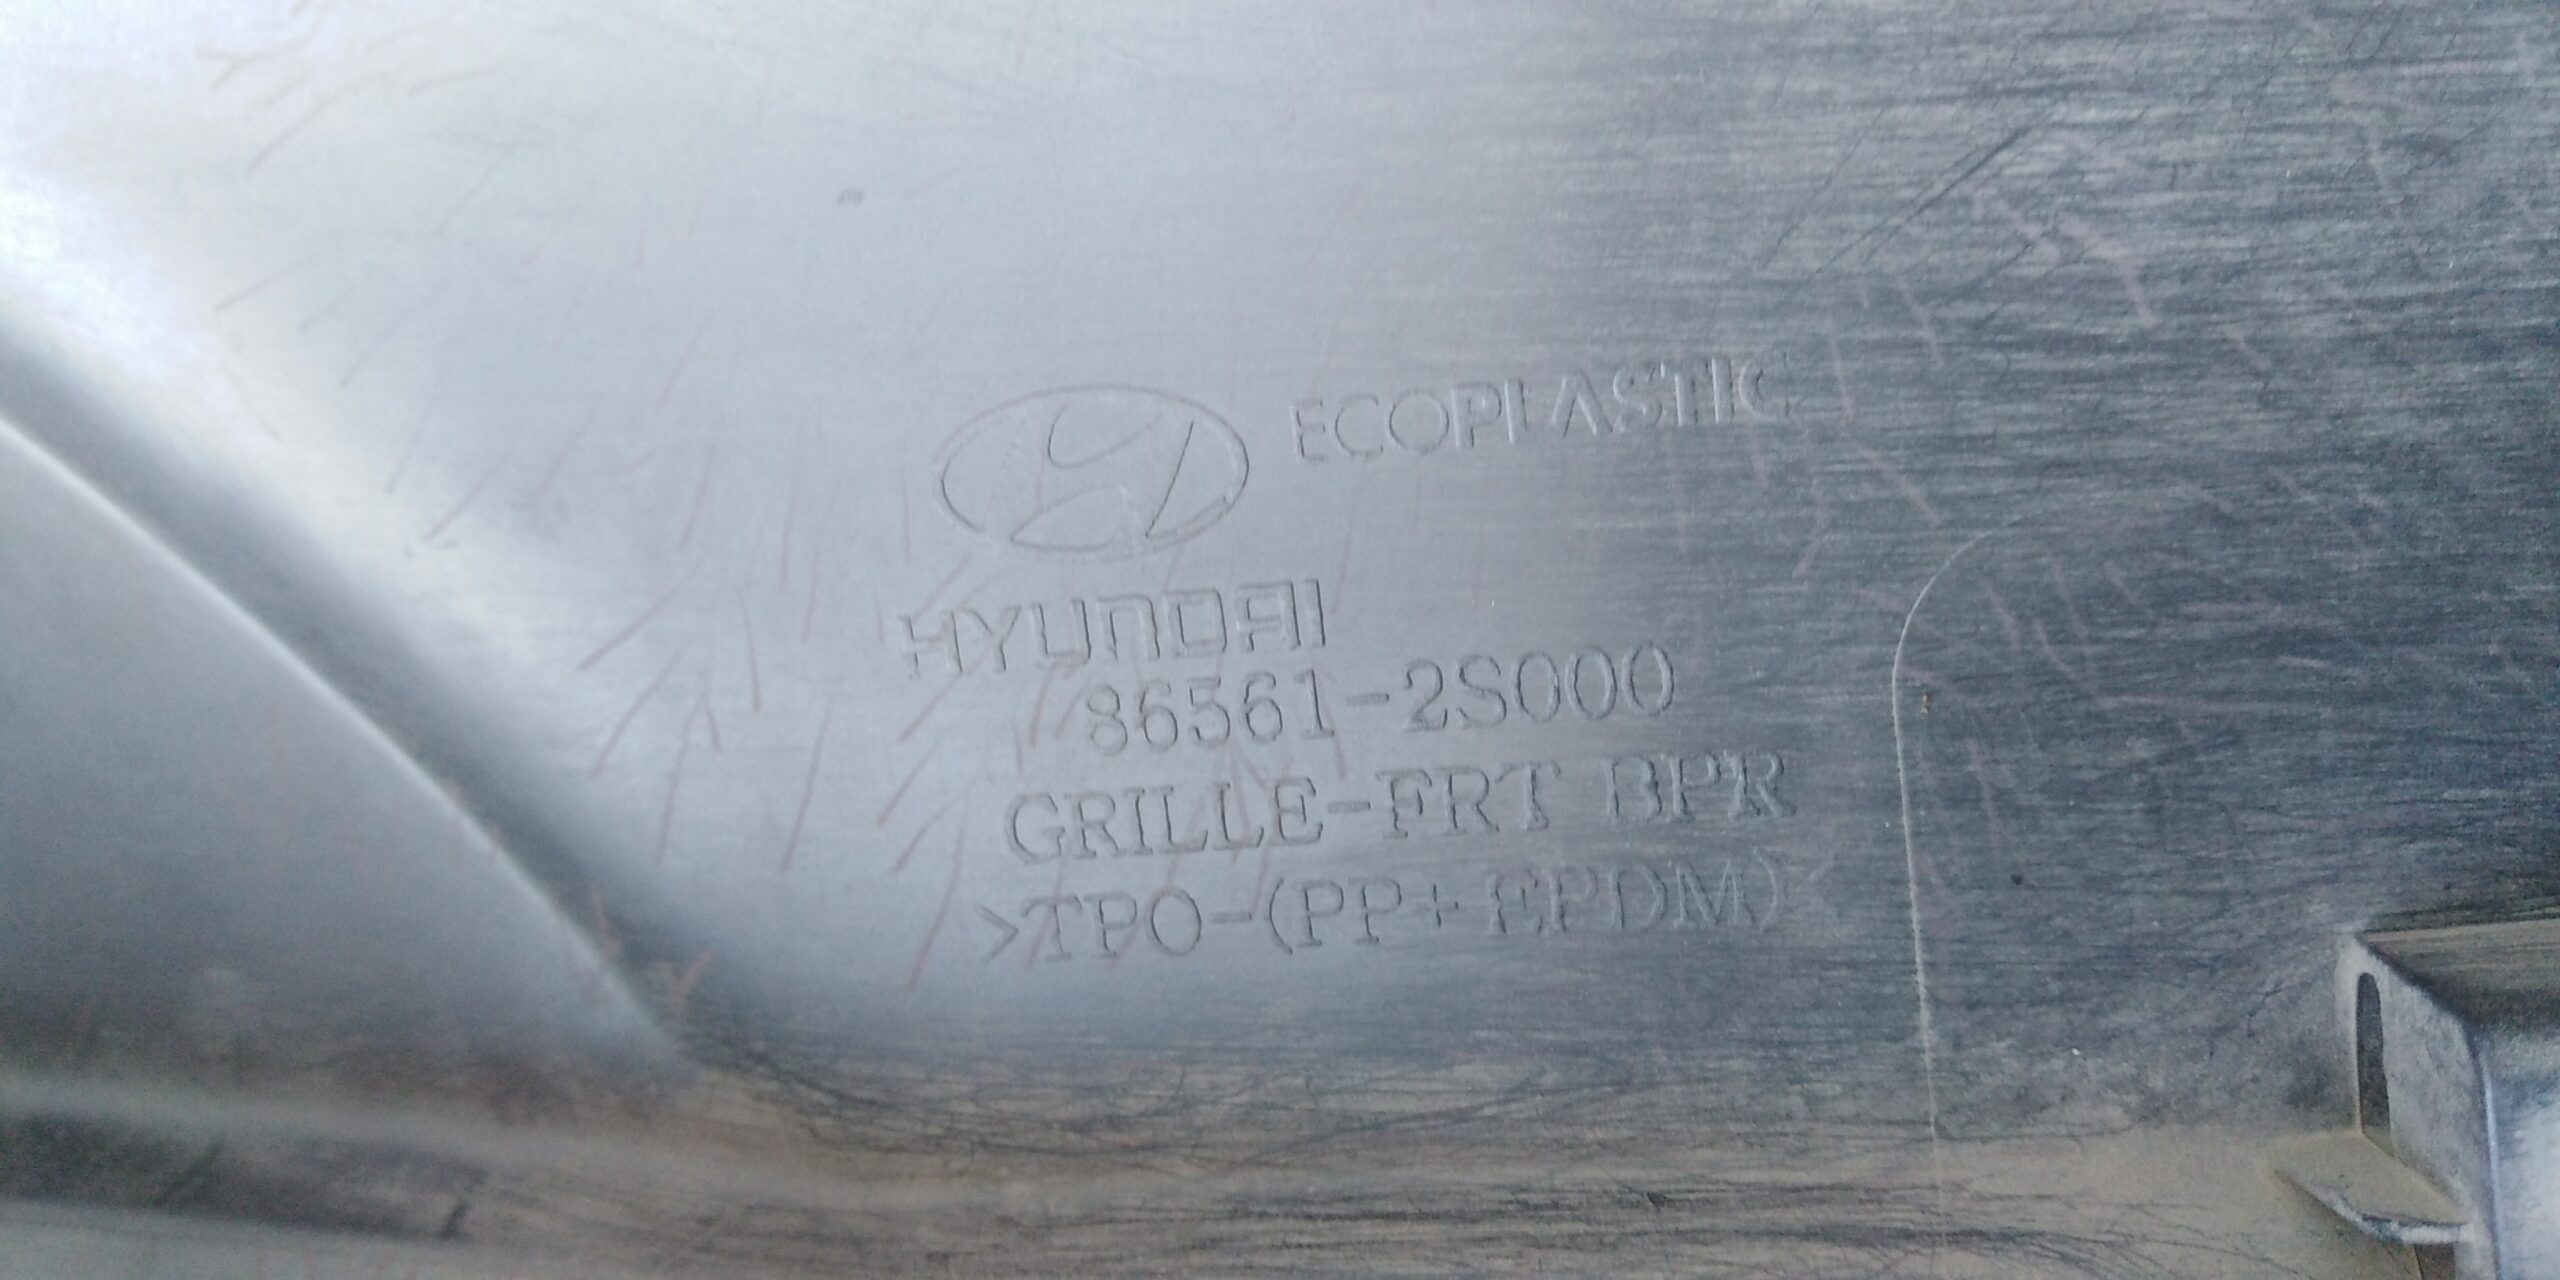 ECOPLASTIC
HYUNDAI
86561-2S000
GRILLE-FRT BPR
>TPO-(PP+EPDM)